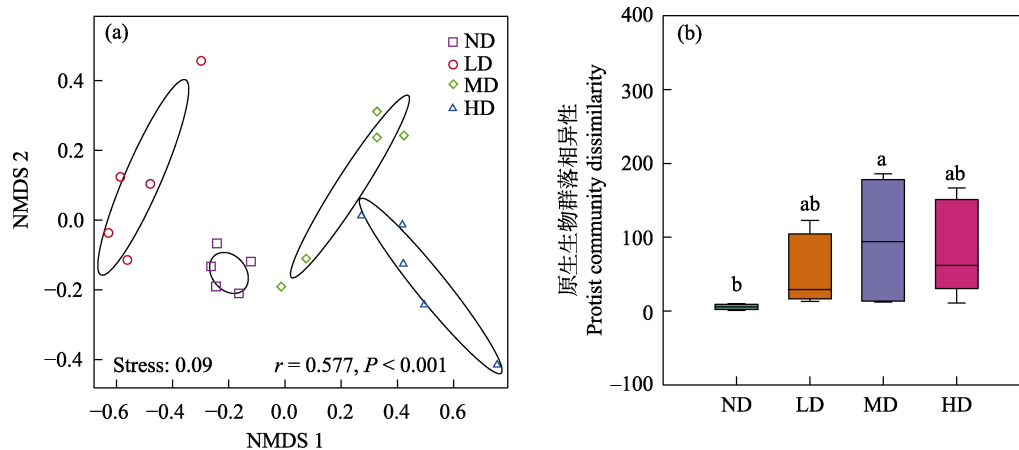 (a)
ND
LD
MD
HD
0.4
0.2
0.0
−0.2
−0.4
NMDS 2
Stress: 0.09
r = 0.577, P < 0.001
−0.6 −0.4 −0.2 0.0 0.2 0.4 0.6
NMDS 1
(b)
原生生物群落相异性
Protist community dissimilarity
400
300
200
100
0
−100
b
ab
a
ab
ND LD MD HD